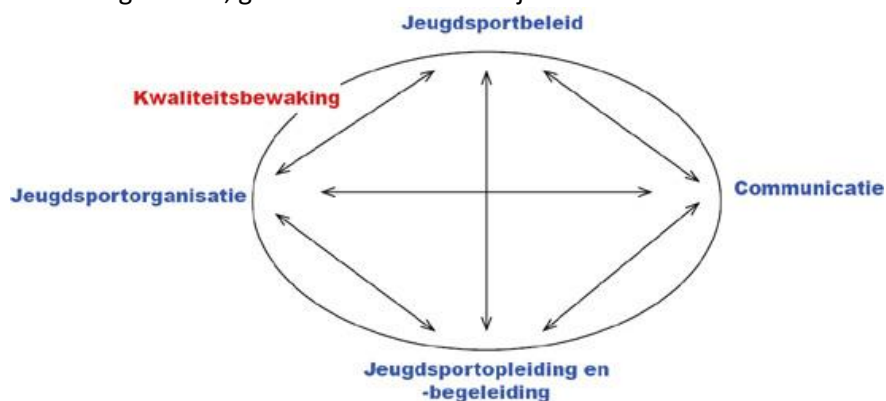 Jeugdsportbeleid
Kwaliteitsbewaking
Jeugdsportorganisatie
Communicatie
Jeugdsportopleiding en
-begeleiding